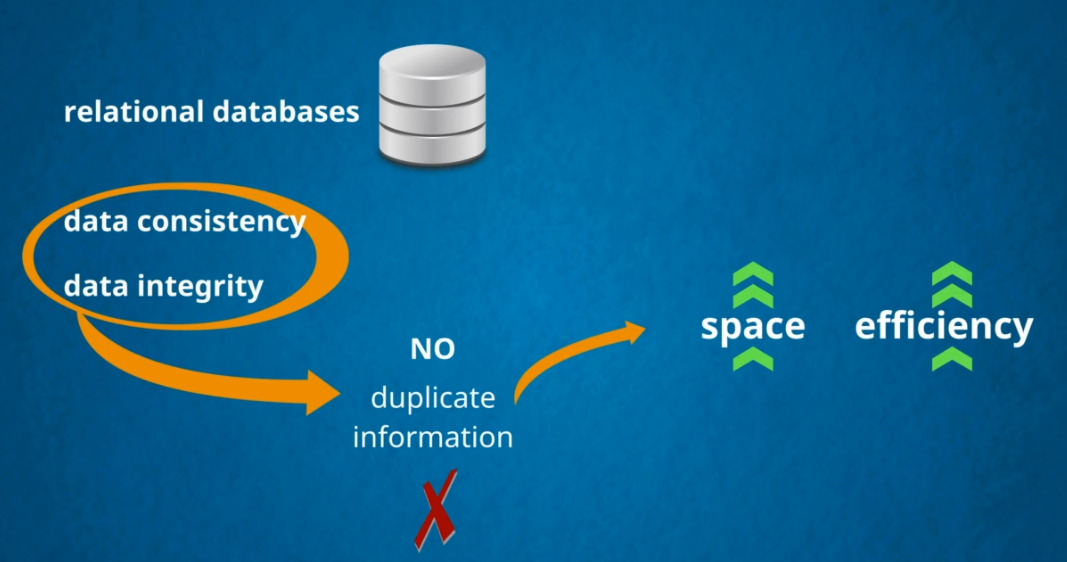 relational databases
data consistency
data integrity
NO
duplicate
information
space
efficiency